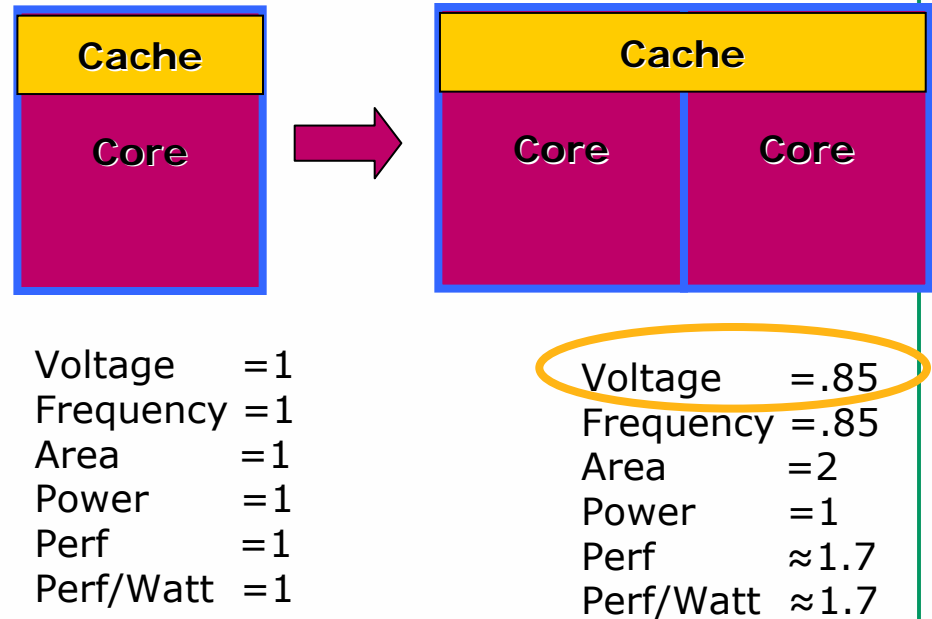 Cache
Core
Cache
Core Core
Voltage =1
Frequency =1
Area =1
Power =1
Perf =1
Perf/Watt =1
Voltage =.85
Frequency =.85
Area =2
Power =1
Perf ≈1.7
Perf/Watt ≈1.7